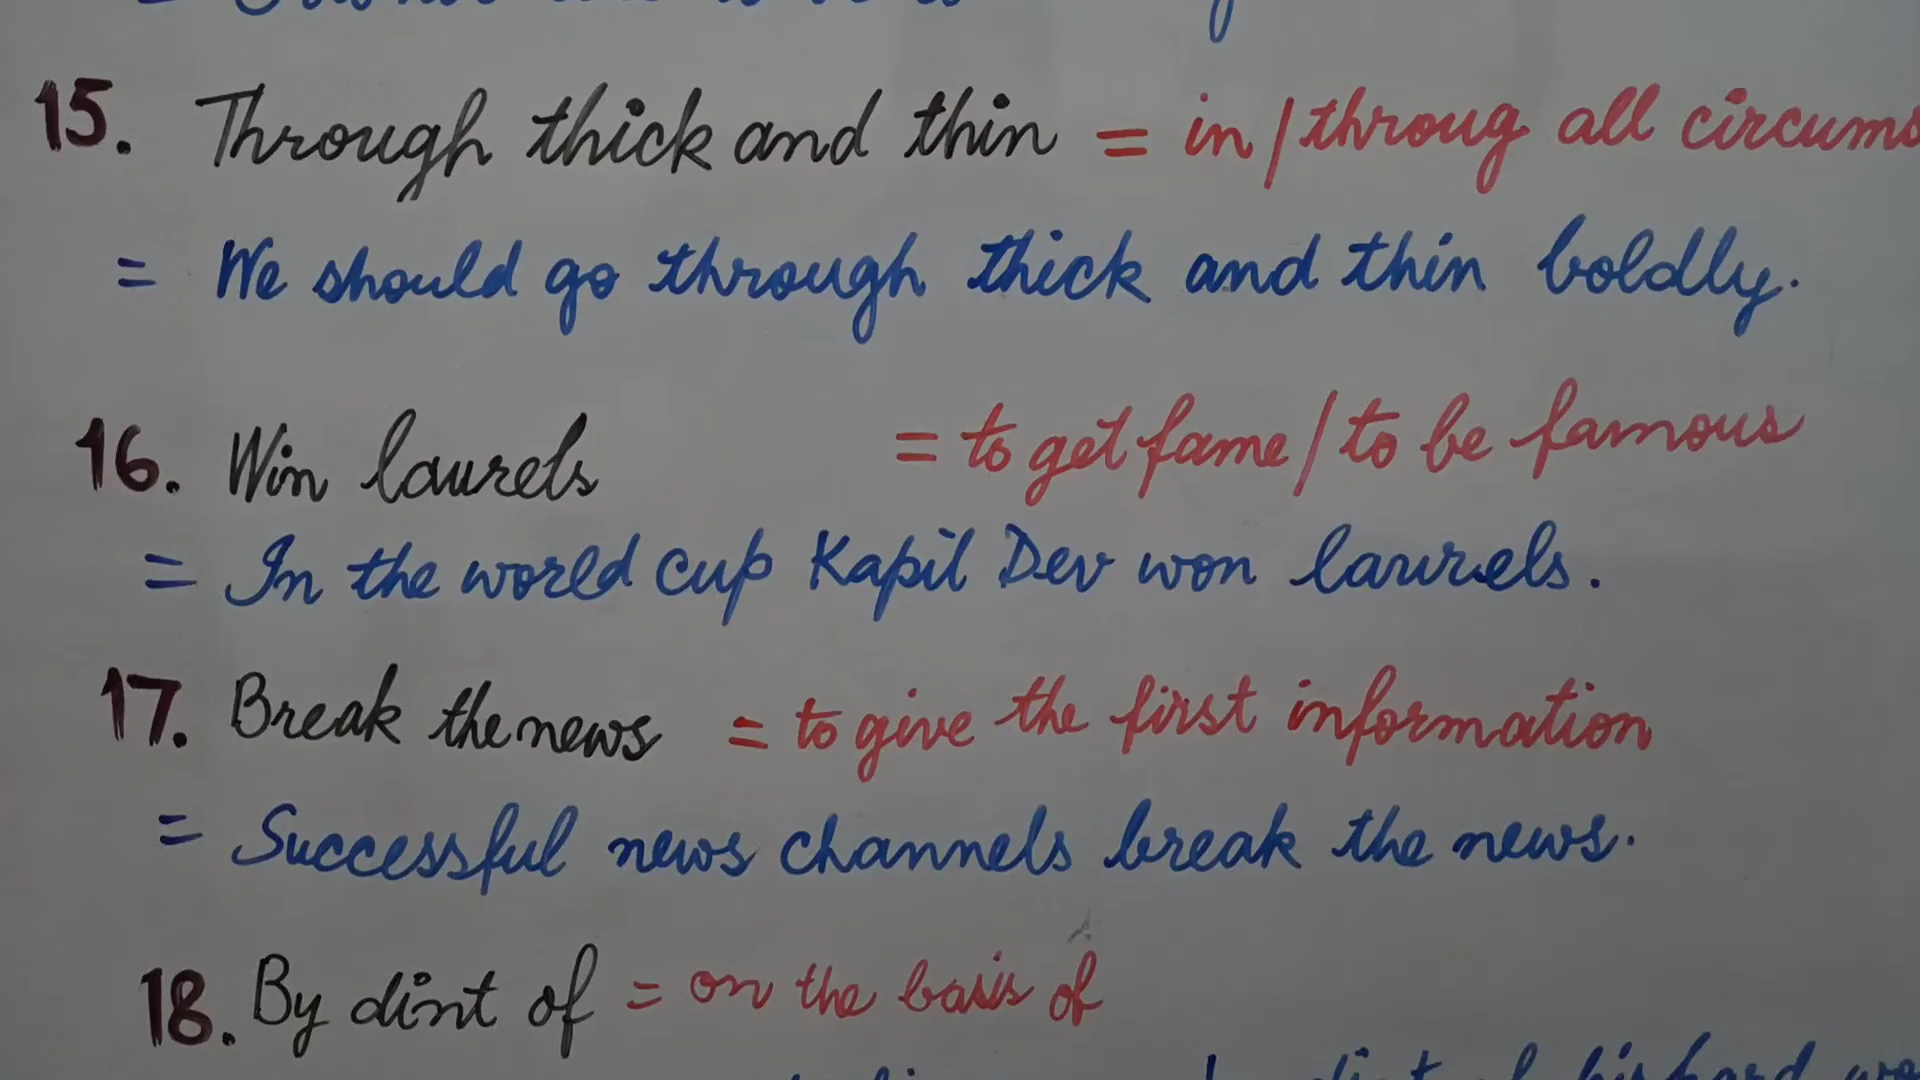 15. Through thick and thin = in/throug all circums
= We should go through thick and thin boldly.
16. Win laurels = to get fame/to be famous
= In the world cup Kapil Dev won laurels.
17. Break the news = to give the first information
= Successful news channels break the news.
18. By dint of = on the basis of